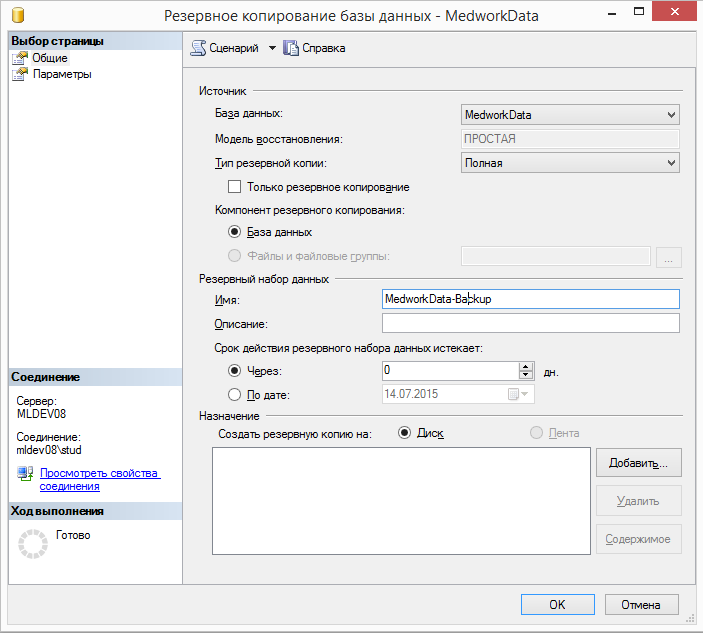 Резервное копирование базы данных - MedworkData
Выбор страницы
Общие
Параметры
Сценарий Справка
Источник
База данных: MedworkData
Модель восстановления: ПРОСТАЯ
Тип резервной копии: Полная
Только резервное копирование
Компонент резервного копирования:
База данных
Файлы и файловые группы: ...
Резервный набор данных
Имя: MedworkData-Backup
Описание:
Срок действия резервного набора данных истекает:
Через: 0 дн.
По дате: 14.07.2015
Назначение
Создать резервную копию на: Диск Лента
Добавить...
Удалить
Содержимое
Соединение
Сервер:
MLDEV08
Соединение:
mldev08\stud
Просмотреть свойства
соединения
Ход выполнения
Готово
OK Отмена